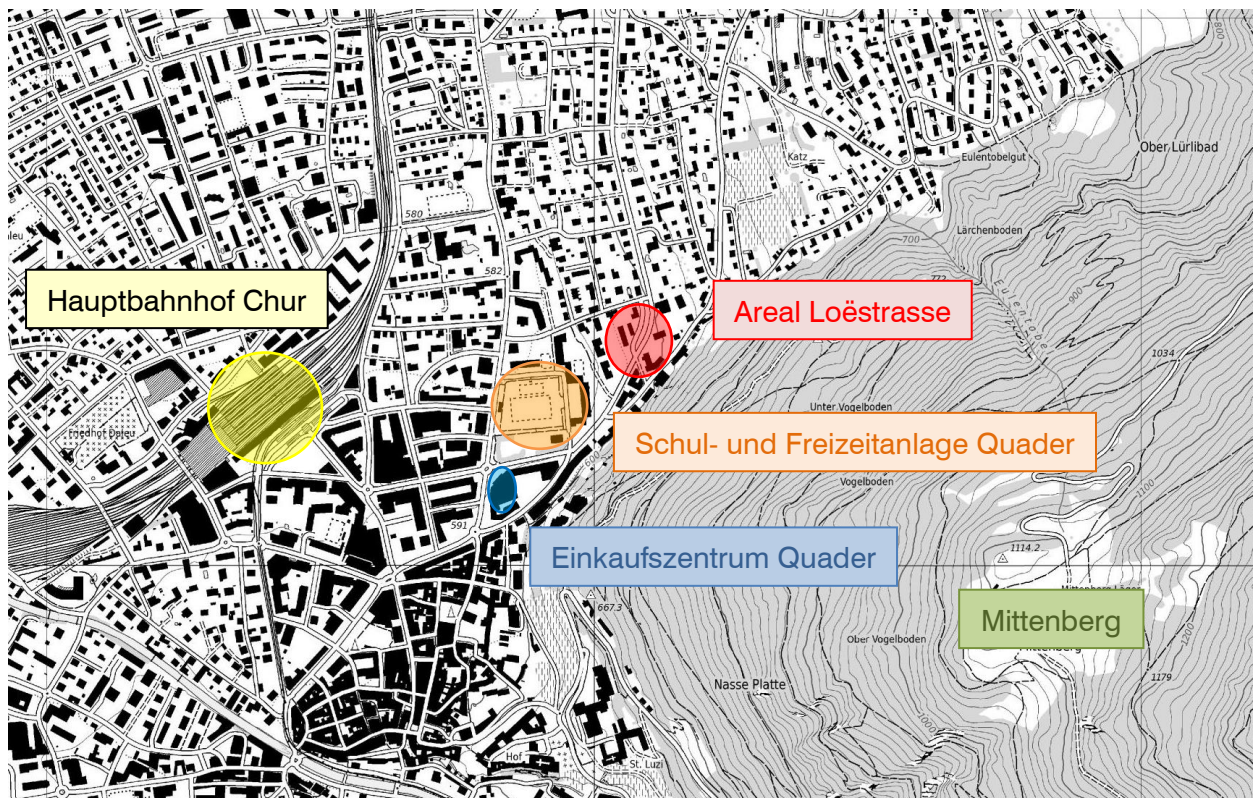 800
Ober Lürlibad
Katz
Eulentobelgut
580
Lärchenboden
700
582
772
Hauptbahnhof Chur
Areal Loëstrasse
900
1034
Unter Vogelboden
Friedhof Daleu
Schul- und Freizeitanlage Quader
600
Vogelboden
1100
591
Einkaufszentrum Quader
1114.2
667.3
Mittenberg
1200
Ober Vogelboden
Mittenberg
1179
Nasse Platte
1000
Hof
St. Luzi